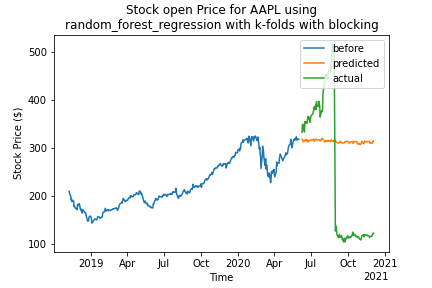 Stock open Price for AAPL using
random_forest_regression with k-folds with blocking
before
predicted
actual
Stock Price ($)
500
400
300
200
100
2019 Apr Jul Oct 2020 Apr Jul Oct 2021
Time
2021